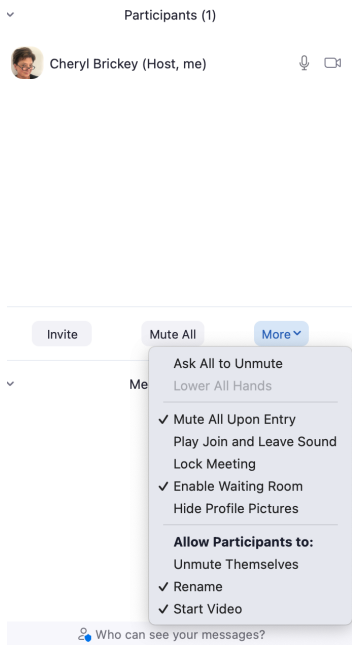 Participants (1)
Cheryl Brickey (Host, me)
Invite
Mute All
More
Ask All to Unmute
Lower All Hands
Me
Mute All Upon Entry
Play Join and Leave Sound
Lock Meeting
Enable Waiting Room
Hide Profile Pictures
Allow Participants to:
Unmute Themselves
Rename
Start Video
Who can see your messages?